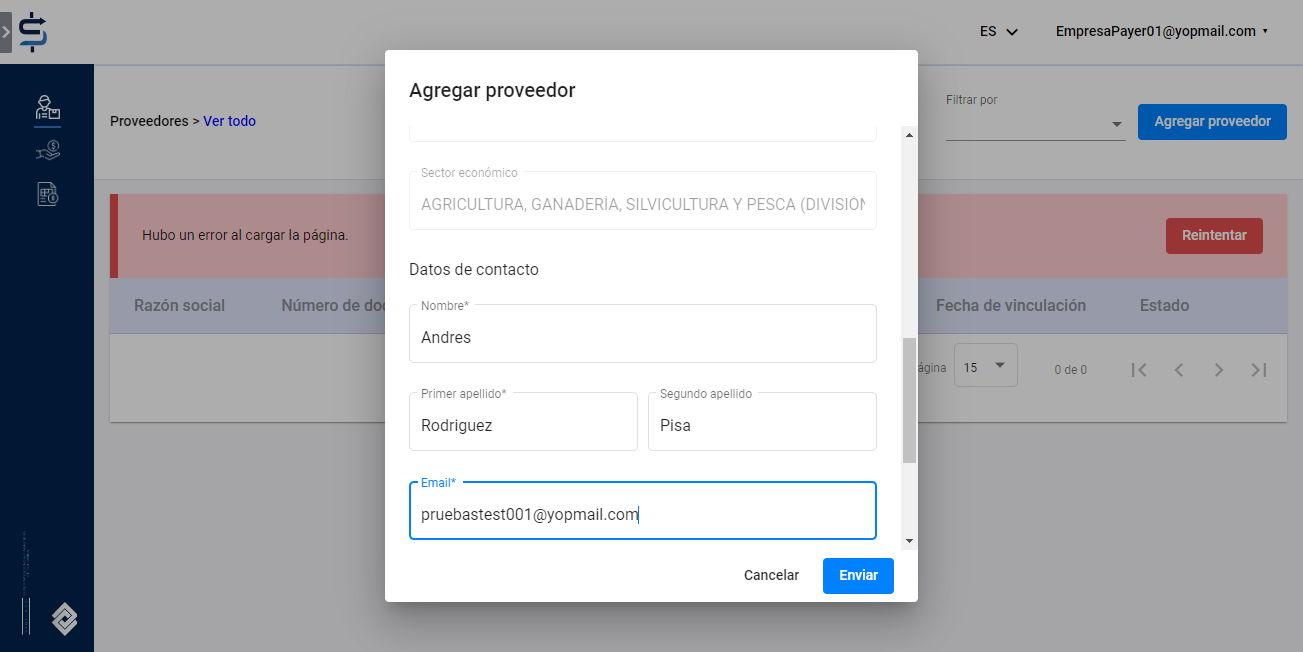 ES
EmpresaPayer01@yopmail.com
Agregar proveedor
Proveedores > Ver todo
Filtrar por
Agregar proveedor
Sector económico
AGRICULTURA, GANADERÍA, SILVICULTURA Y PESCA (DIVISIÓN
Hubo un error al cargar la página.
Reintentar
Datos de contacto
Razón social
Número de doc
Fecha de vinculación
Estado
Nombre*
Andres
ágina
15
0 de 0
Primer apellido*
Rodriguez
Segundo apellido
Pisa
Email*
pruebastest001@yopmail.com
Cancelar
Enviar